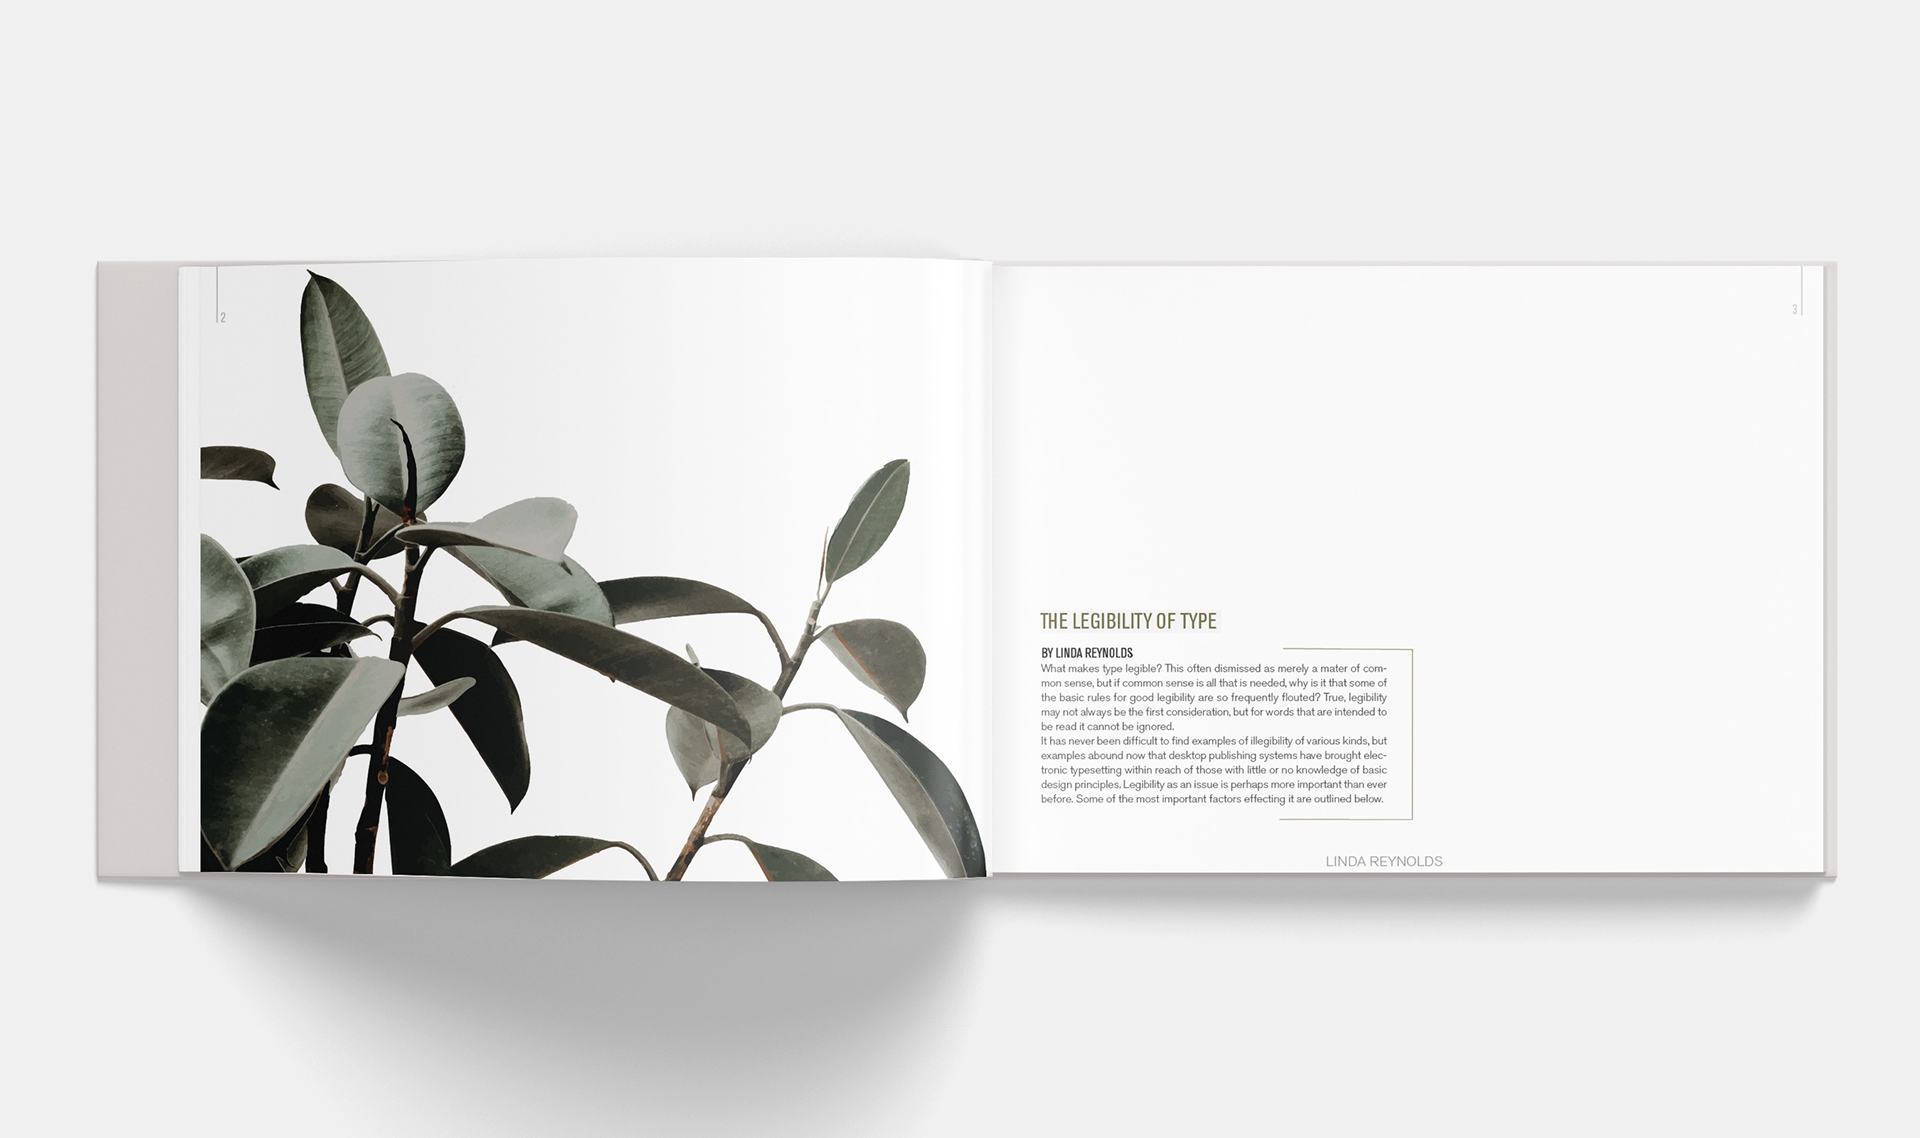 2
3
THE LEGIBILITY OF TYPE
BY LINDA REYNOLDS
What makes type legible? This often dismissed as merely a mater of com-
mon sense, but if common sense is all that is needed, why is it that some of
the basic rules for good legibility are so frequently flouted? True, legibility
may not always be the first consideration, but for words that are intended to
be read it cannot be ignored.
It has never been difficult to find examples of illegibility of various kinds, but
examples abound now that desktop publishing systems have brought elec-
tronic typesetting within reach of those with little or no knowledge of basic
design principles. Legibility as an issue is perhaps more important than ever
before. Some of the most important factors effecting it are outlined below.
LINDA REYNOLDS